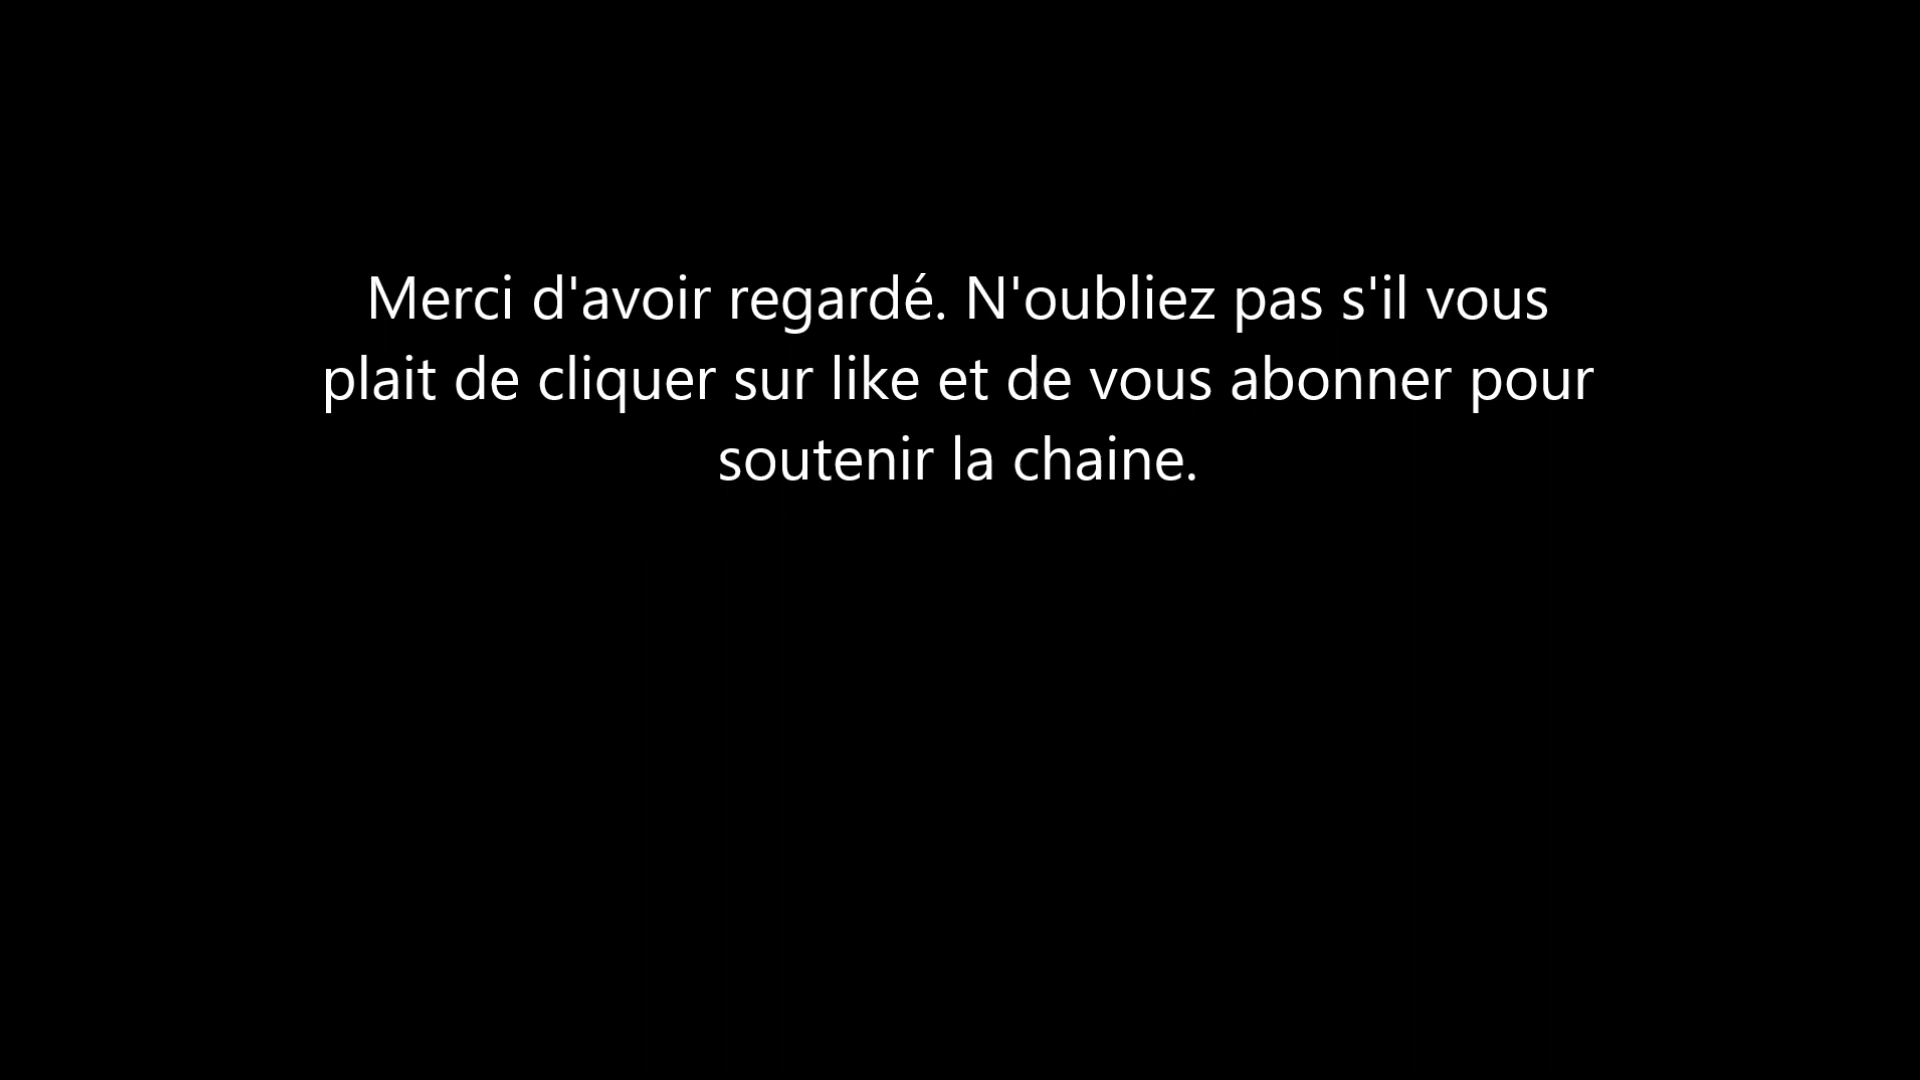 Merci d'avoir regardé. N'oubliez pas s'il vous
plait de cliquer sur like et de vous abonner pour
soutenir la chaine.